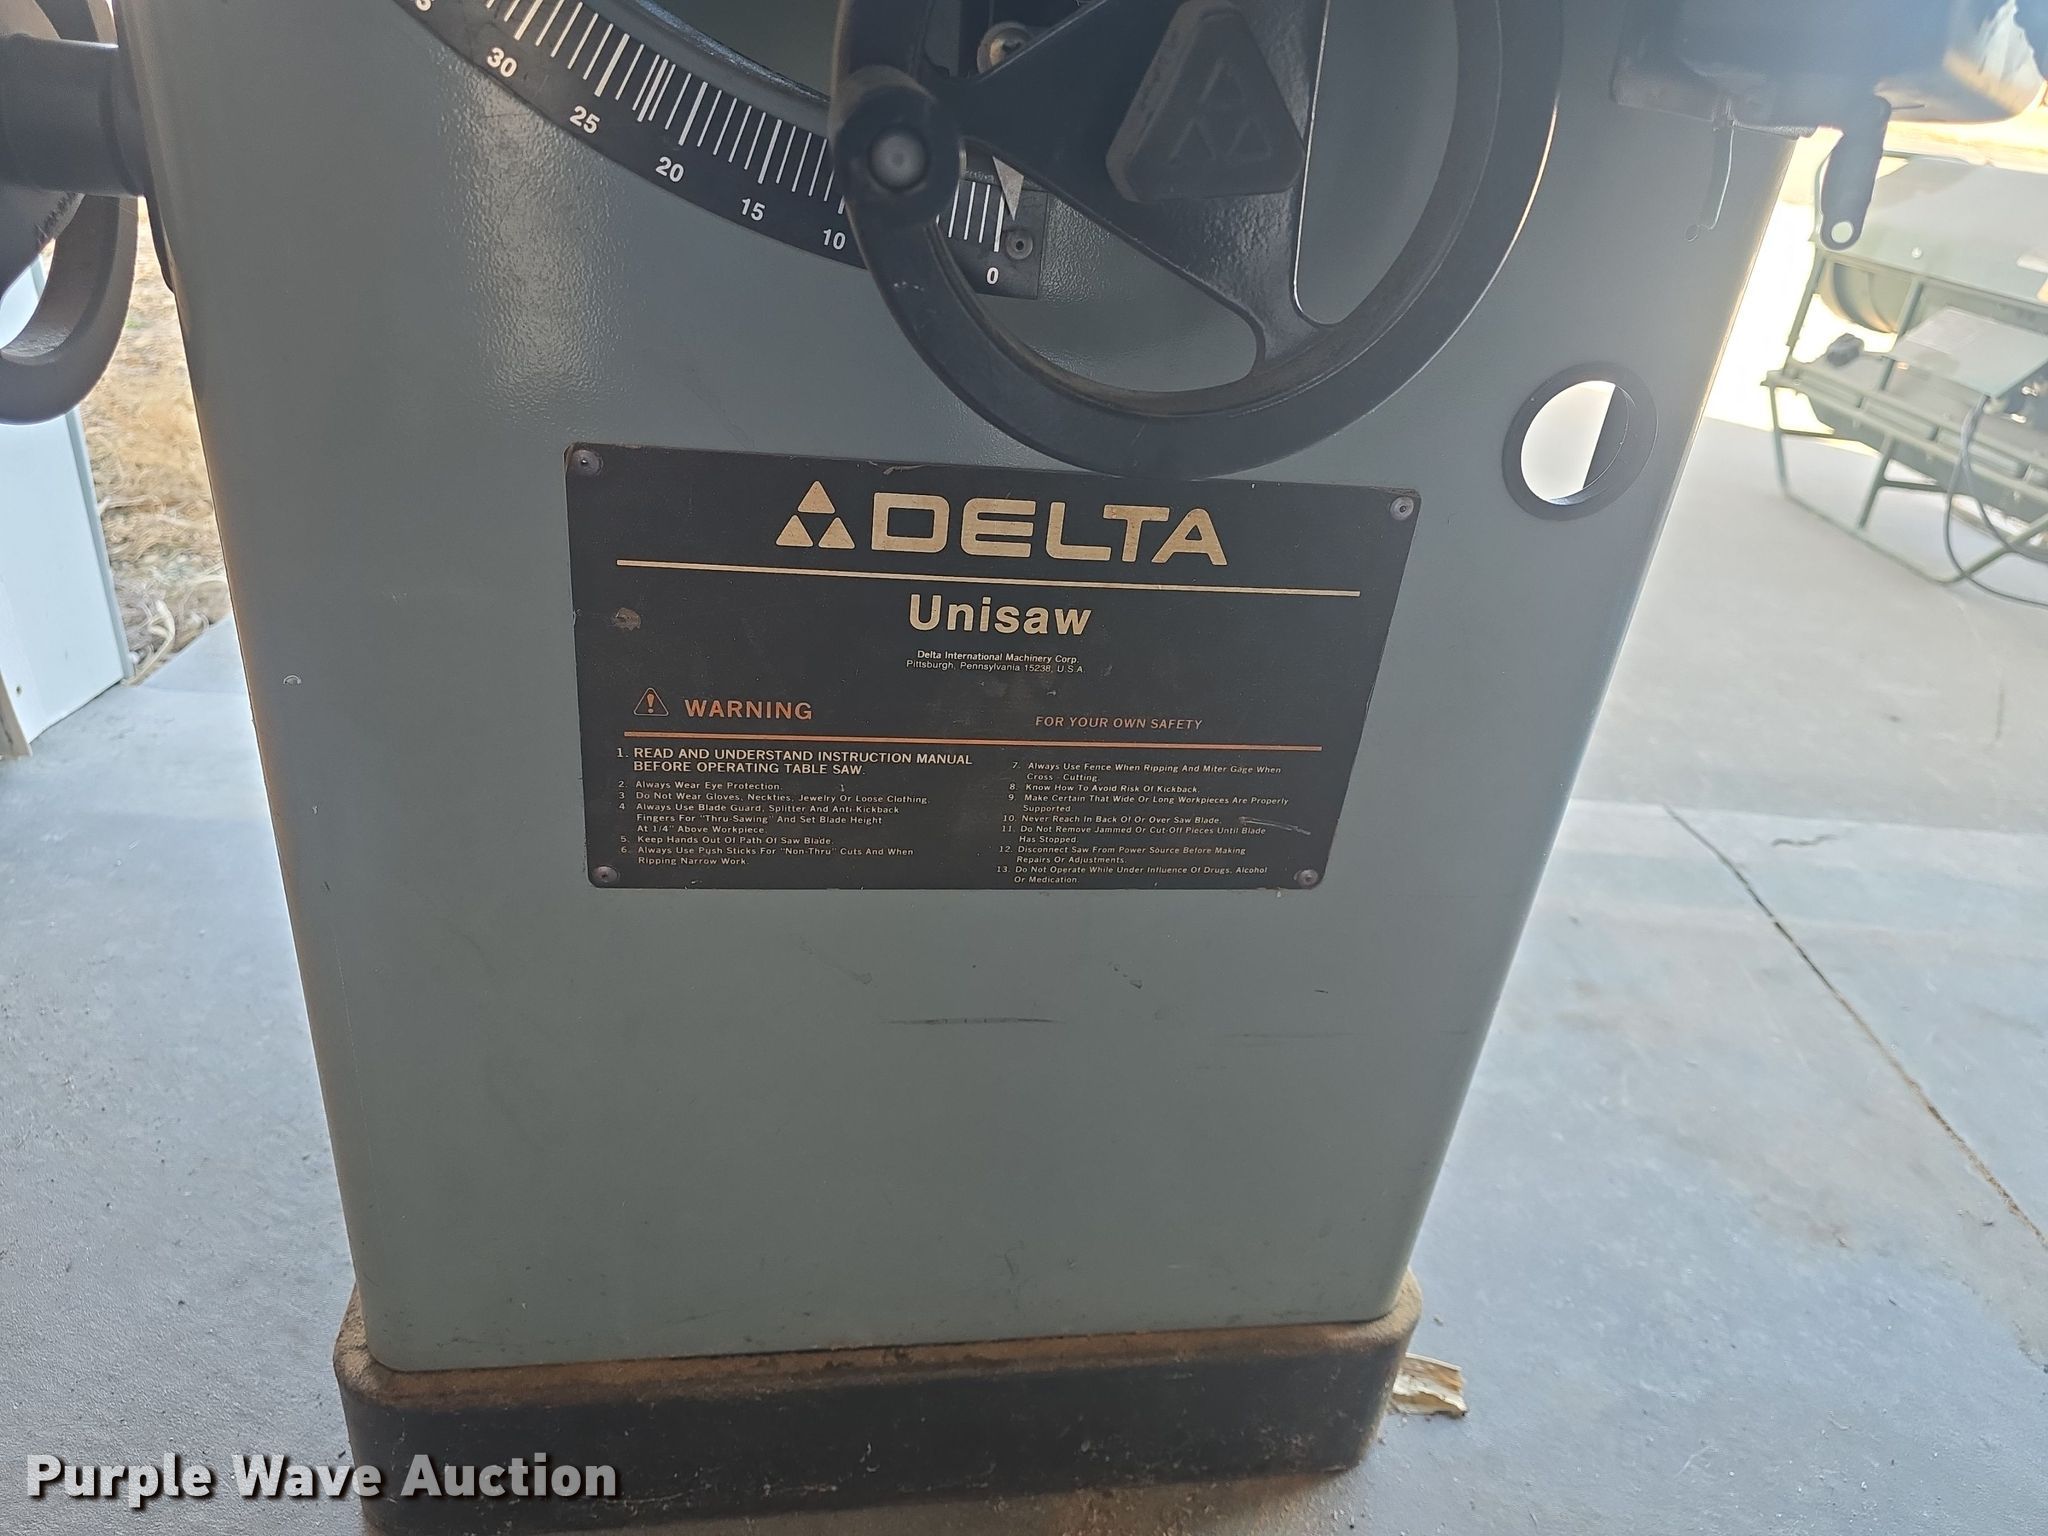 30
25
20
15
10
0
DELTA
Unisaw
Delta International Machinery Corp.
Pittsburgh, Pennsylvania 15238, U.S.A.
WARNING
FOR YOUR OWN SAFETY
1. READ AND UNDERSTAND INSTRUCTION MANUAL
BEFORE OPERATING TABLE SAW.
2. Always Wear Eye Protection.
3 Do Not Wear Gloves, Neckties, Jewelry Or Loose Clothing.
4 Always Use Blade Guard, Splitter And Anti-Kickback
Fingers For "Thru-Sawing" And Set Blade Height
At 1/4" Above Workpiece.
5. Keep Hands Out Of Path Of Saw Blade.
6. Always Use Push Sticks For "Non-Thru" Cuts And When
Ripping Narrow Work.
7. Always Use Fence When Ripping And Miter Gage When
Cross - Cutting.
8. Know How To Avoid Risk Of Kickback.
9. Make Certain That Wide Or Long Workpieces Are Properly
Supported.
10. Never Reach In Back Of Or Over Saw Blade.
11. Do Not Remove Jammed Or Cut-Off Pieces Until Blade
Has Stopped.
12. Disconnect Saw From Power Source Before Making
Repairs Or Adjustments.
13. Do Not Operate While Under Influence Of Drugs, Alcohol
Or Medication.
Purple Wave Auction